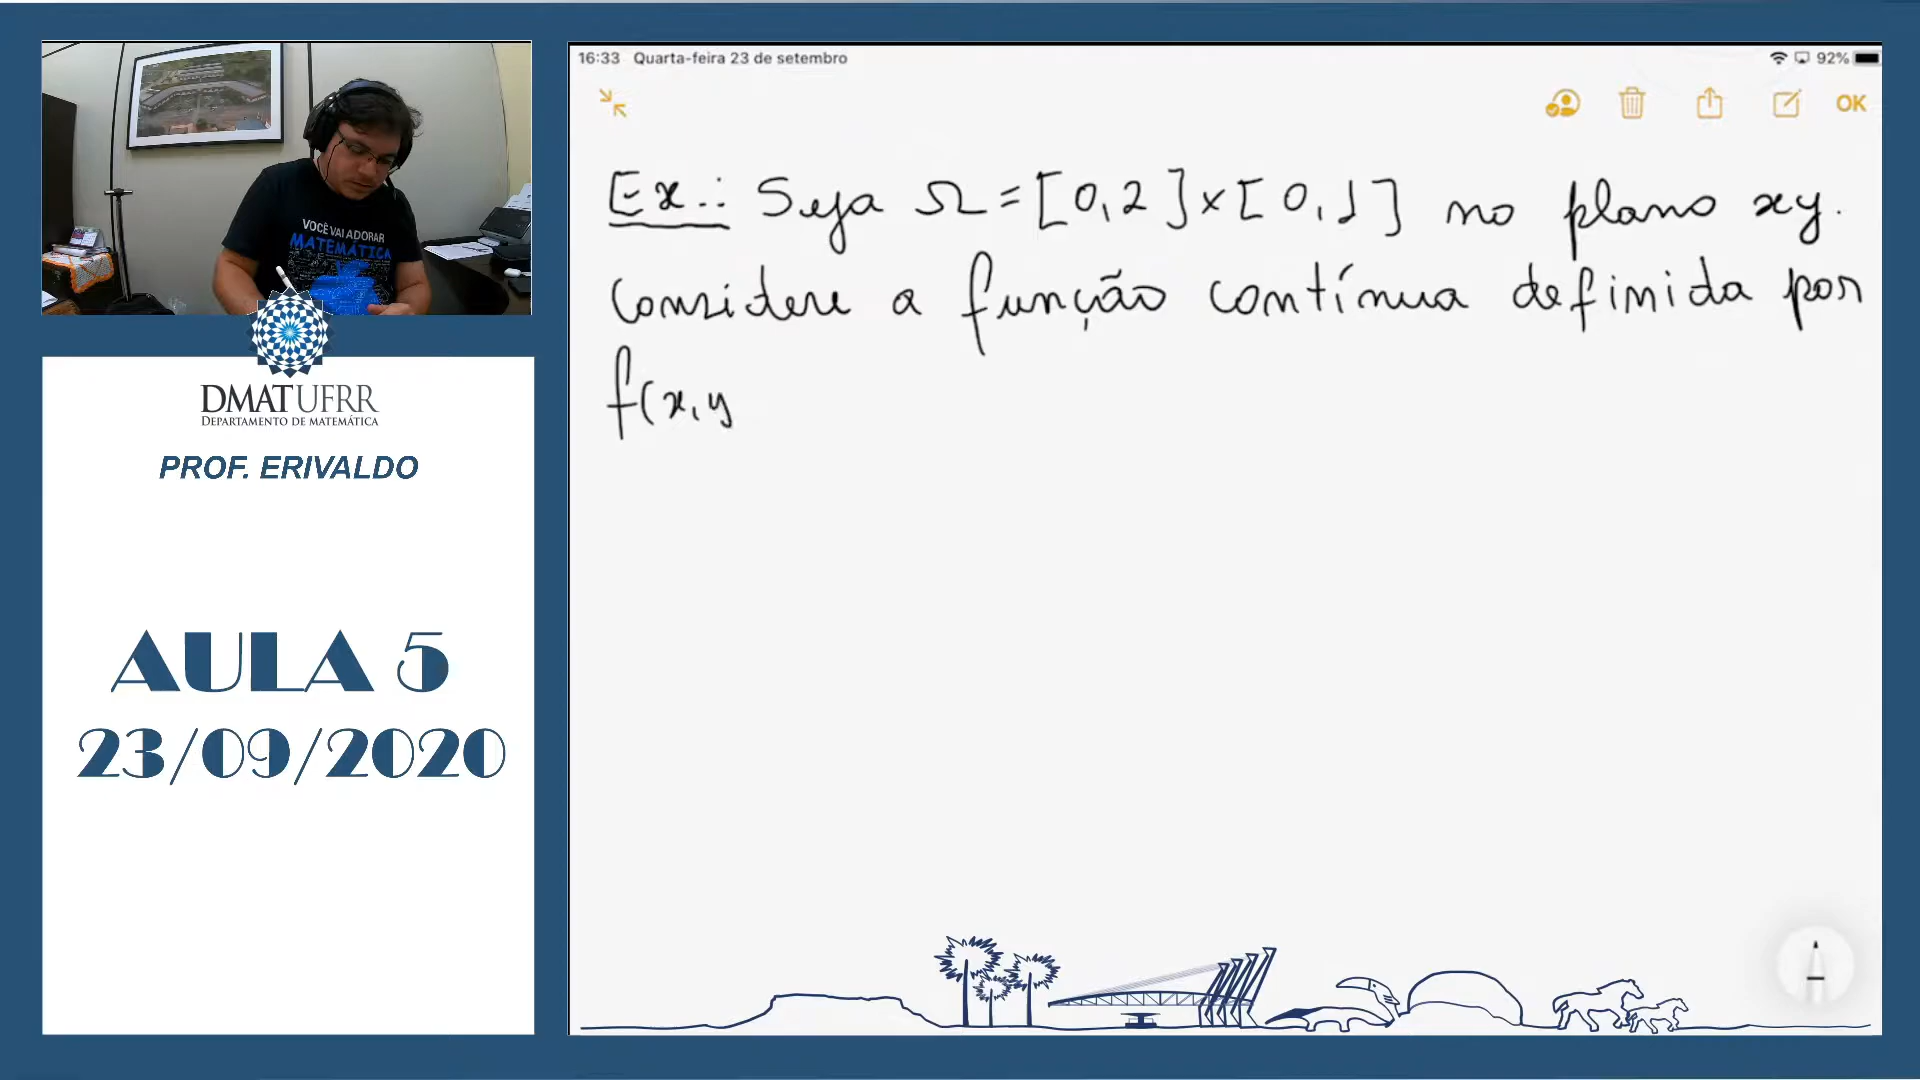 16:33 Quarta-feira 23 de setembro
92%
OK
VOCÊ VAI ADORAR
MATEMÁTICA
Ex.: Seja Ω = [0,2] × [0,1] no plano xy.
Considere a função contínua definida por
f(x,y
DMATUFRR
DEPARTAMENTO DE MATEMÁTICA
PROF. ERIVALDO
AULA 5
23/09/2020